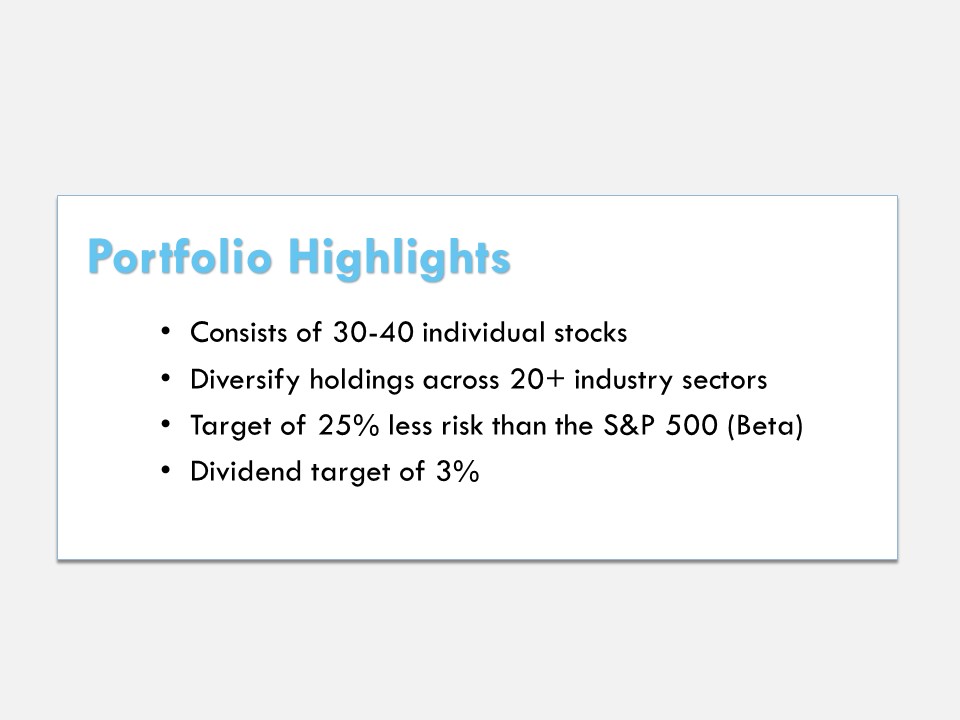 Portfolio Highlights
• Consists of 30-40 individual stocks
• Diversify holdings across 20+ industry sectors
• Target of 25% less risk than the S&P 500 (Beta)
• Dividend target of 3%